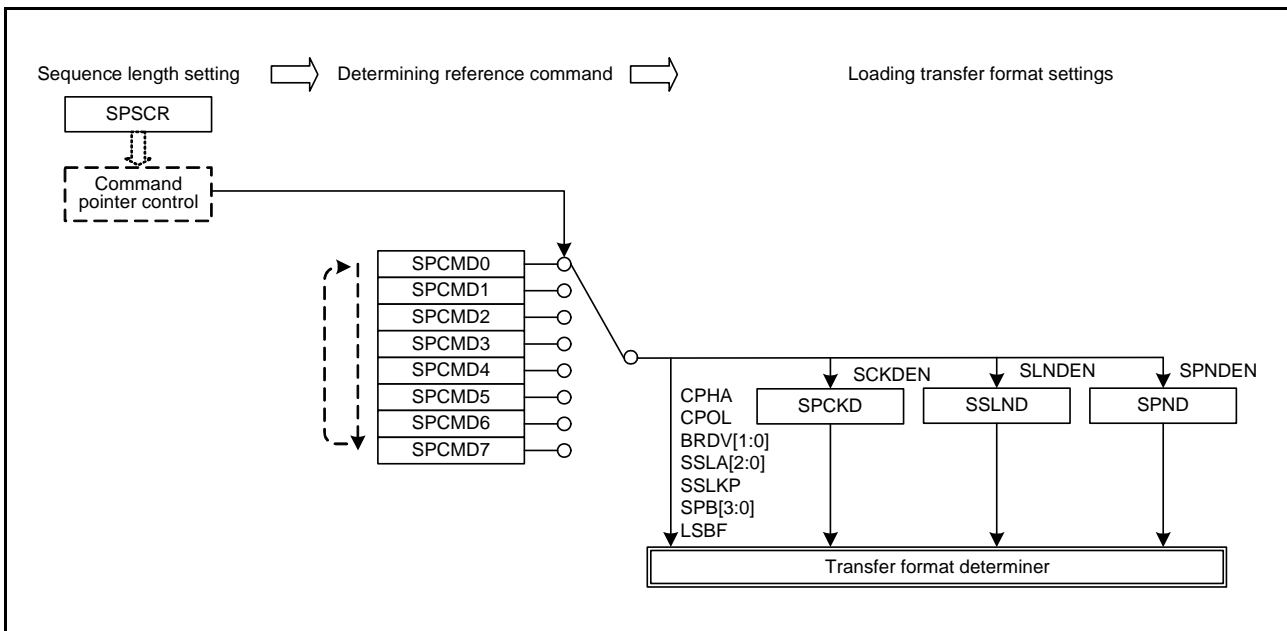 Sequence length setting
Determining reference command
Loading transfer format settings
SPSCR
Command
pointer control
SPCMD0
SPCMD1
SPCMD2
SPCMD3
SPCMD4
SPCMD5
SPCMD6
SPCMD7
CPHA
CPOL
BRDV[1:0]
SSLA[2:0]
SSLKP
SPB[3:0]
LSBF
SCKDEN
SPCKD
SLNDEN
SSLND
SPNDEN
SPND
Transfer format determiner